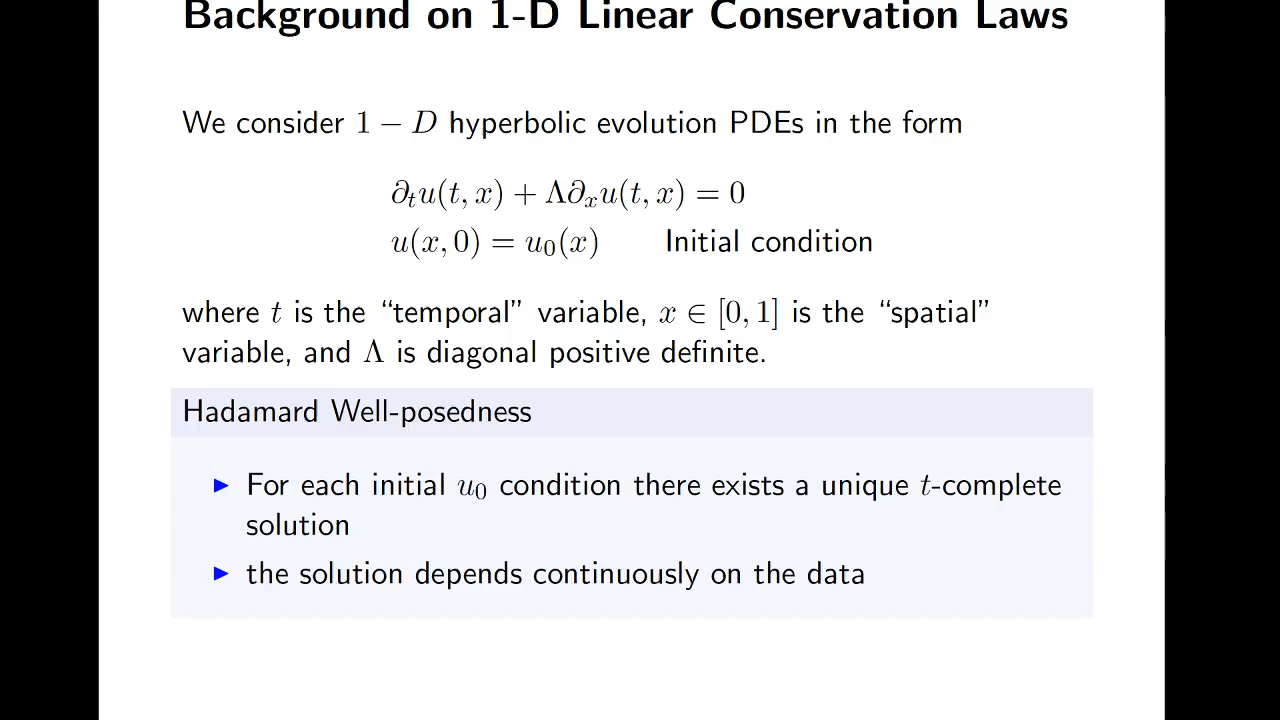 Background on 1-D Linear Conservation Laws
We consider 1 − D hyperbolic evolution PDEs in the form
∂ₜu(t, x) + Λ∂ₓu(t, x) = 0
u(x, 0) = u₀(x) Initial condition
where t is the “temporal” variable, x ∈ [0, 1] is the “spatial”
variable, and Λ is diagonal positive definite.
Hadamard Well-posedness
▶ For each initial u₀ condition there exists a unique t-complete
solution
▶ the solution depends continuously on the data